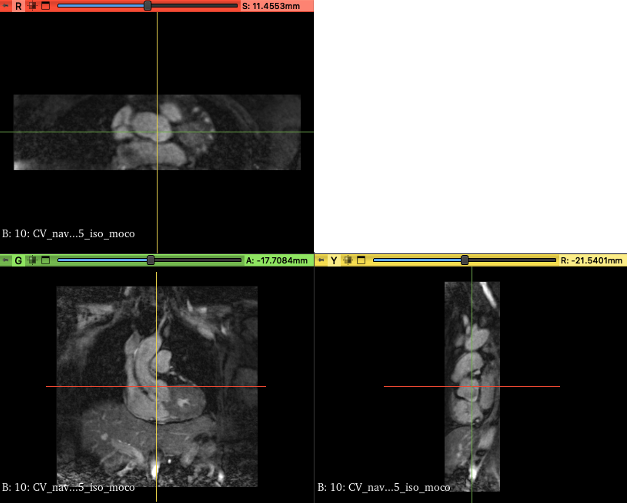 R S: 11.4553mm
B: 10: CV_nav...5_iso_moco
G A: -17.7084mm
Y R: -21.5401mm
B: 10: CV_nav...5_iso_moco
B: 10: CV_nav...5_iso_moco